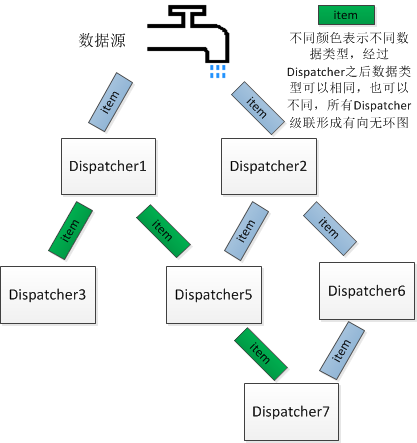 数据源
item
不同颜色表示不同数
据类型，经过
Dispatcher之后数据类
型可以相同，也可以
不同，所有Dispatcher
级联形成有向无环图
item
item
Dispatcher1
Dispatcher2
item
item
item
item
Dispatcher3
Dispatcher5
Dispatcher6
item
item
Dispatcher7